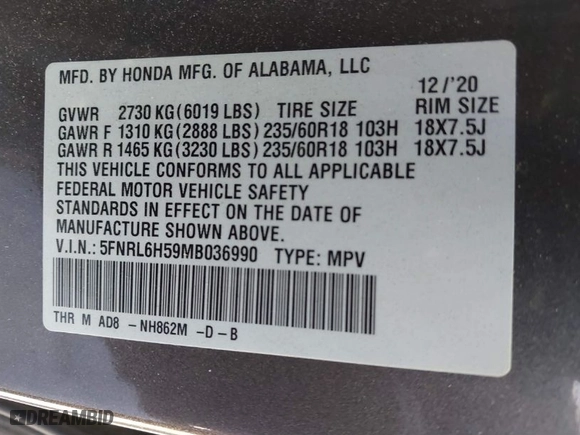 MFD. BY HONDA MFG. OF ALABAMA, LLC
12/'20
GVWR 2730 KG (6019 LBS) TIRE SIZE RIM SIZE
GAWR F 1310 KG (2888 LBS) 235/60R18 103H 18X7.5J
GAWR R 1465 KG (3230 LBS) 235/60R18 103H 18X7.5J
THIS VEHICLE CONFORMS TO ALL APPLICABLE
FEDERAL MOTOR VEHICLE SAFETY
STANDARDS IN EFFECT ON THE DATE OF
MANUFACTURE SHOWN ABOVE.
V.I.N.: 5FNRL6H59MB036990 TYPE: MPV
THR M AD8 -NH862M -D-B
DREAMBID